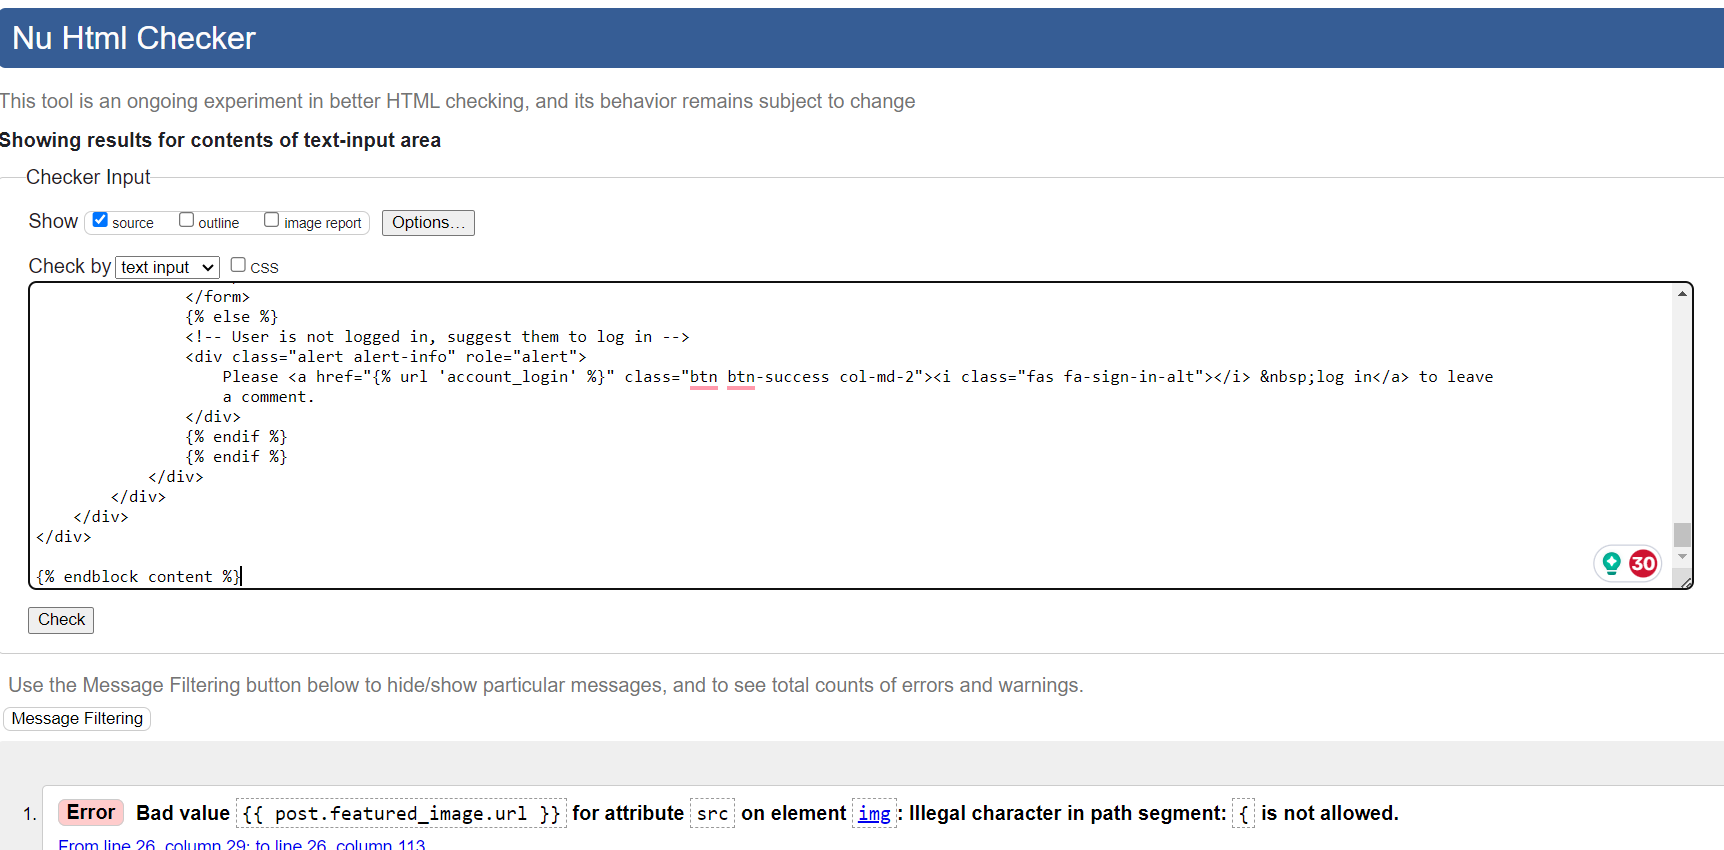 Nu Html Checker
This tool is an ongoing experiment in better HTML checking, and its behavior remains subject to change
Showing results for contents of text-input area
Checker Input
Show source outline image report Options...
Check by text input CSS
</form>
{% else %}
<!-- User is not logged in, suggest them to log in -->
<div class="alert alert-info" role="alert">
Please <a href="{% url 'account_login' %}" class="btn btn-success col-md-2"><i class="fas fa-sign-in-alt"></i> &nbsp;log in</a> to leave
a comment.
</div>
{% endif %}
{% endif %}
</div>
</div>
</div>
</div>
{% endblock content %}
30
Check
Use the Message Filtering button below to hide/show particular messages, and to see total counts of errors and warnings.
Message Filtering
1. Error Bad value {{ post.featured_image.url }} for attribute src on element img: Illegal character in path segment: { is not allowed.
From line 26, column 29; to line 26, column 113